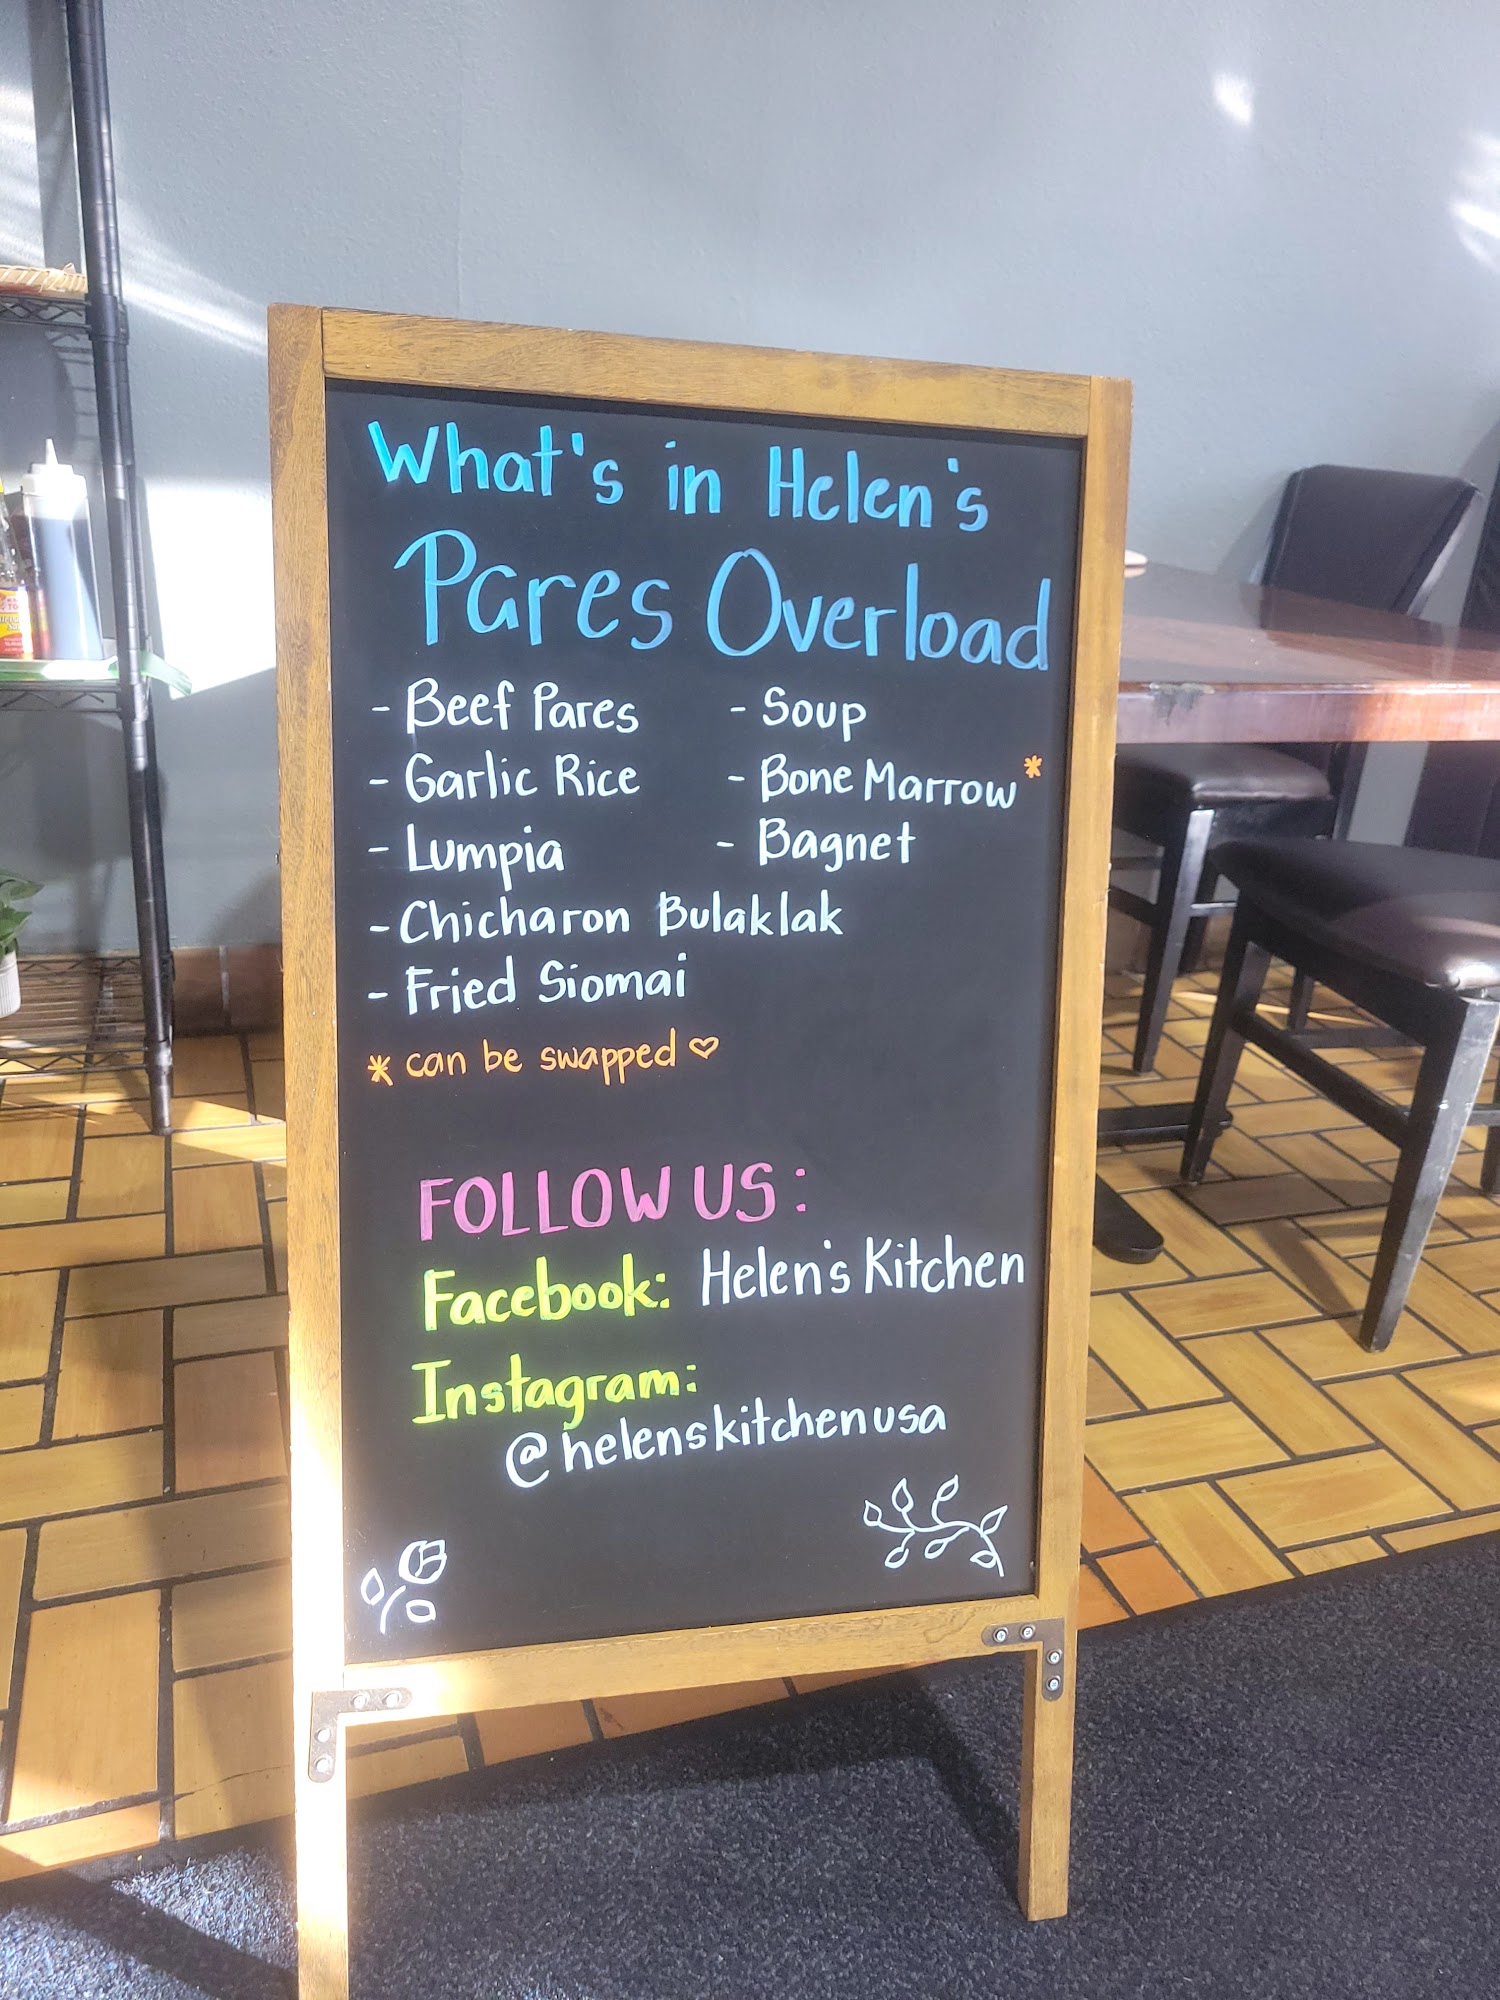 What's in Helen's
Pares Overload
- Beef Pares
- Garlic Rice
- Lumpia
- Chicharon Bulaklak
- Fried Siomai
- Soup
- Bone Marrow *
- Bagnet
* can be swapped ♡
FOLLOW US:
Facebook: Helen's Kitchen
Instagram:
@helenskitchenusa